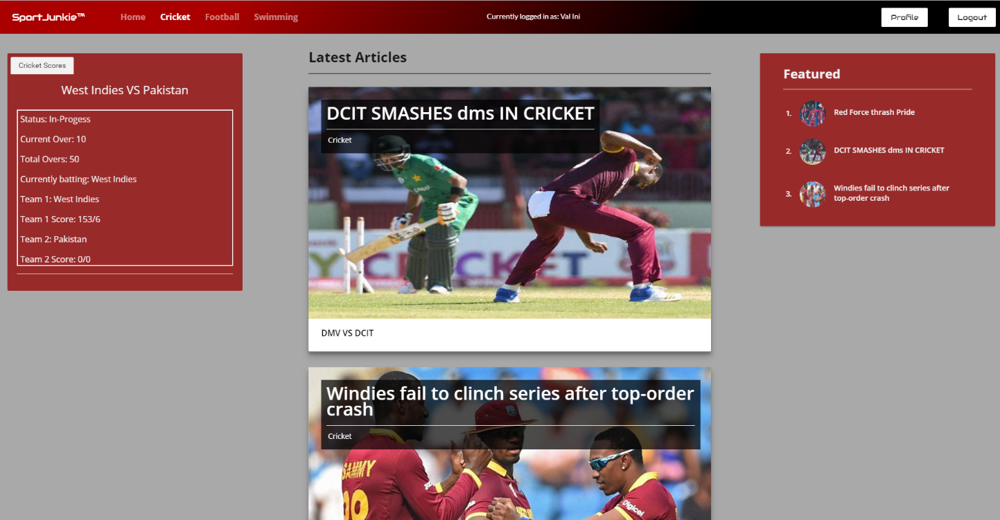 SportJunkie™ Home Cricket Football Swimming Currently logged in as: Val Ini Profile Logout
Cricket Scores
West Indies VS Pakistan
Status: In-Progess
Current Over: 10
Total Overs: 50
Currently batting: West Indies
Team 1: West Indies
Team 1 Score: 153/6
Team 2: Pakistan
Team 2 Score: 0/0
Latest Articles
DCIT SMASHES dms IN CRICKET
Cricket
CRICKET
DMV VS DCIT
Windies fail to clinch series after top-order
crash
Cricket
SAMMY
Digicel
Featured
1. Red Force thrash Pride
2. DCIT SMASHES dms IN CRICKET
3. Windies fail to clinch series after
top-order crash